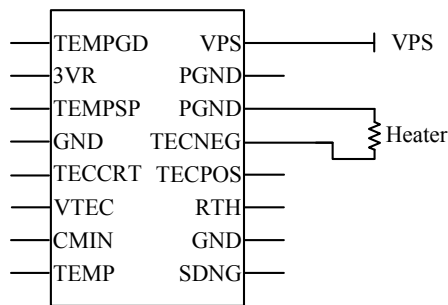 TEMPGD VPS VPS
3VR PGND
TEMPSP PGND
GND TECNEG Heater
TECCRT TECPOS
VTEC RTH
CMIN GND
TEMP SDNG